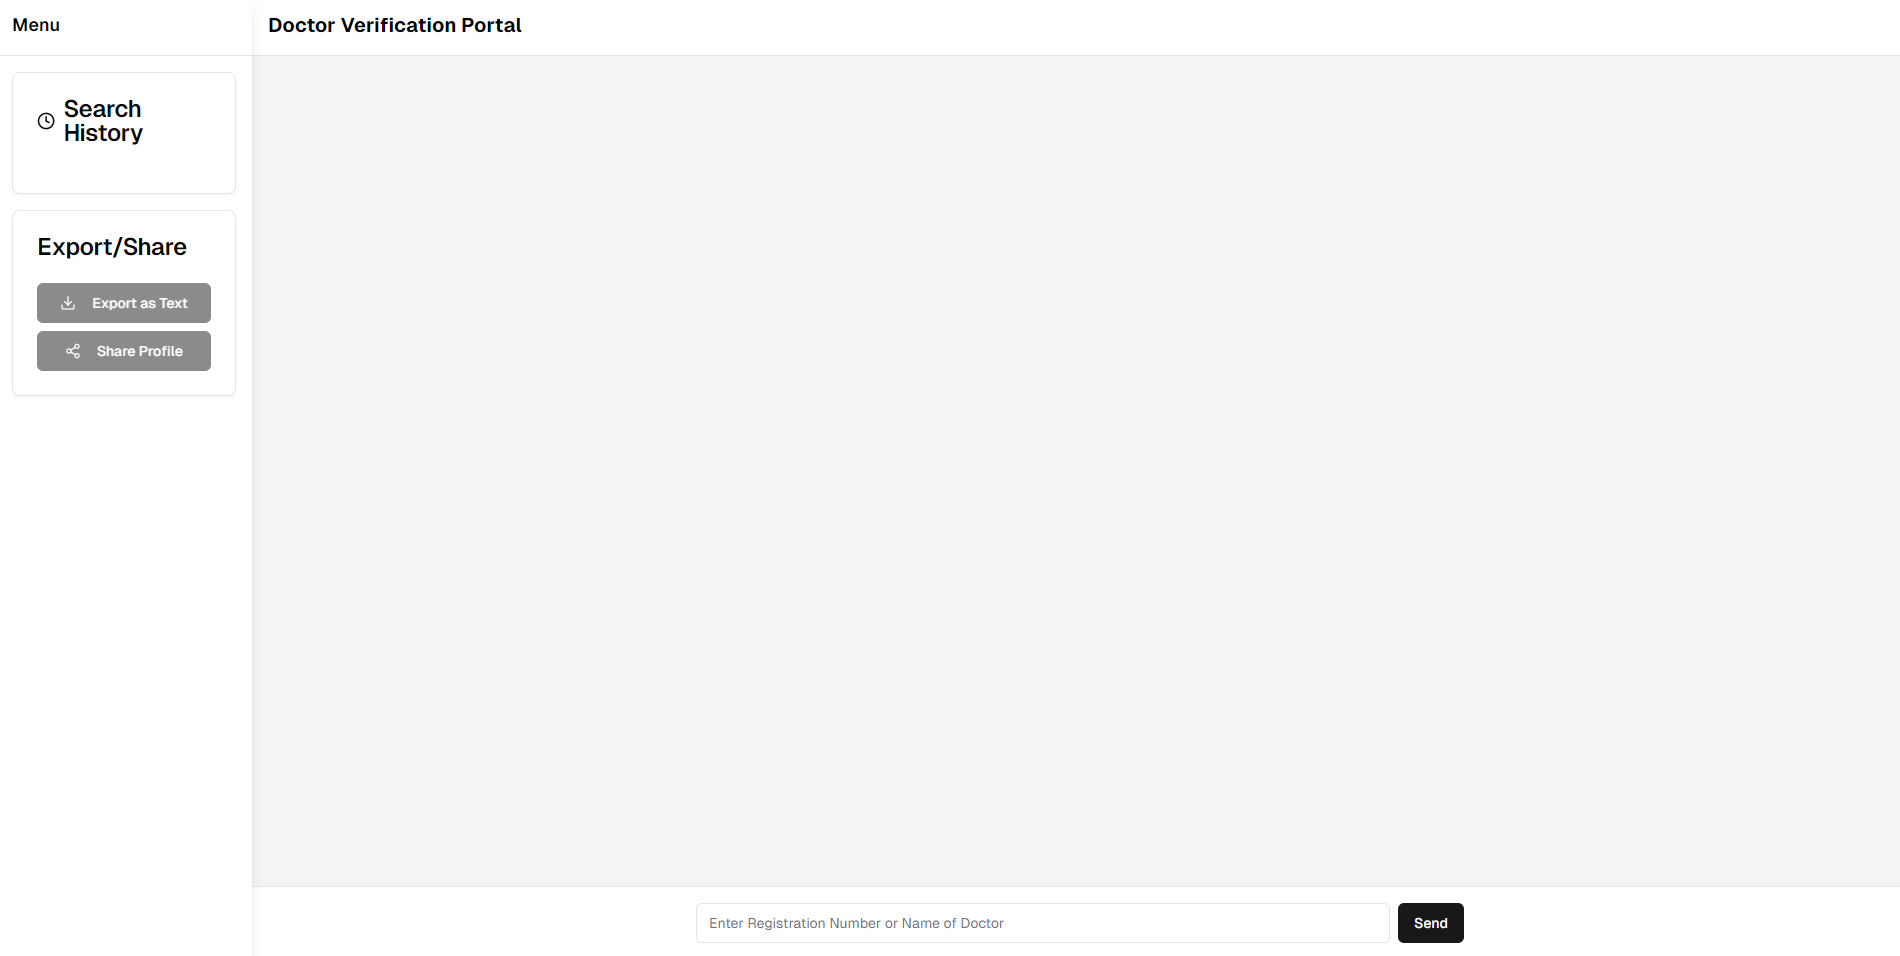 Menu
Doctor Verification Portal
Search
History
Export/Share
Export as Text
Share Profile
Enter Registration Number or Name of Doctor
Send